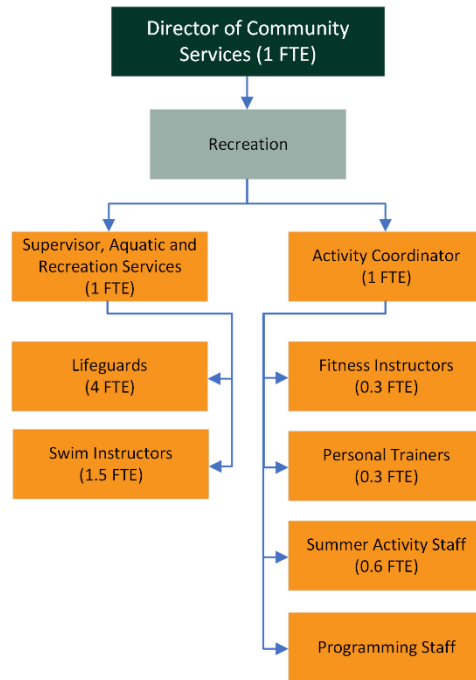 Director of Community
Services (1 FTE)
Recreation
Supervisor, Aquatic and
Recreation Services
(1 FTE)
Activity Coordinator
(1 FTE)
Lifeguards
(4 FTE)
Fitness Instructors
(0.3 FTE)
Swim Instructors
(1.5 FTE)
Personal Trainers
(0.3 FTE)
Summer Activity Staff
(0.6 FTE)
Programming Staff